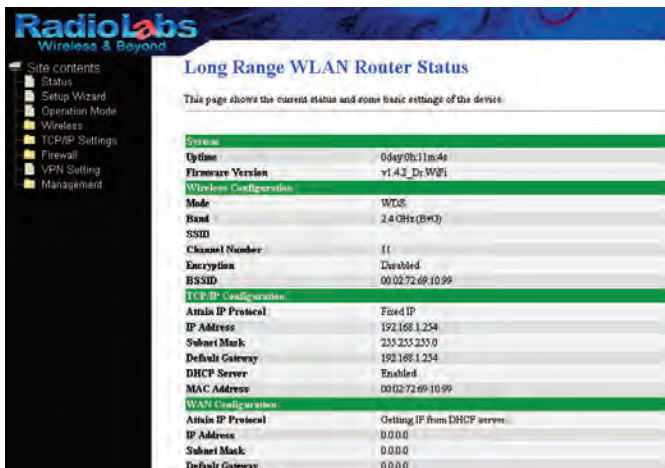 RadioLabs
Wireless & Beyond
Site contents
Status
Setup Wizard
Operation Mode
Wireless
TCP/IP Settings
Firewall
VPN Setting
Management
Long Range WLAN Router Status
This page shows the current status and some basic settings of the device.
System
Uptime 0day:0h:11m:4s
Firmware Version v1.4.2_Dr.WiFi
Wireless Configuration
Mode WDS
Band 2.4 GHz (B+G)
SSID
Channel Number 11
Encryption Disabled
BSSID 00:02:72:69:10:99
TCP/IP Configuration
Attain IP Protocol Fixed IP
IP Address 192.168.1.254
Subnet Mask 255.255.255.0
Default Gateway 192.168.1.254
DHCP Server Enabled
MAC Address 00:02:72:69:10:99
WAN Configuration
Attain IP Protocol Getting IP from DHCP server...
IP Address 0.0.0.0
Subnet Mask 0.0.0.0
Default Gateway 0.0.0.0